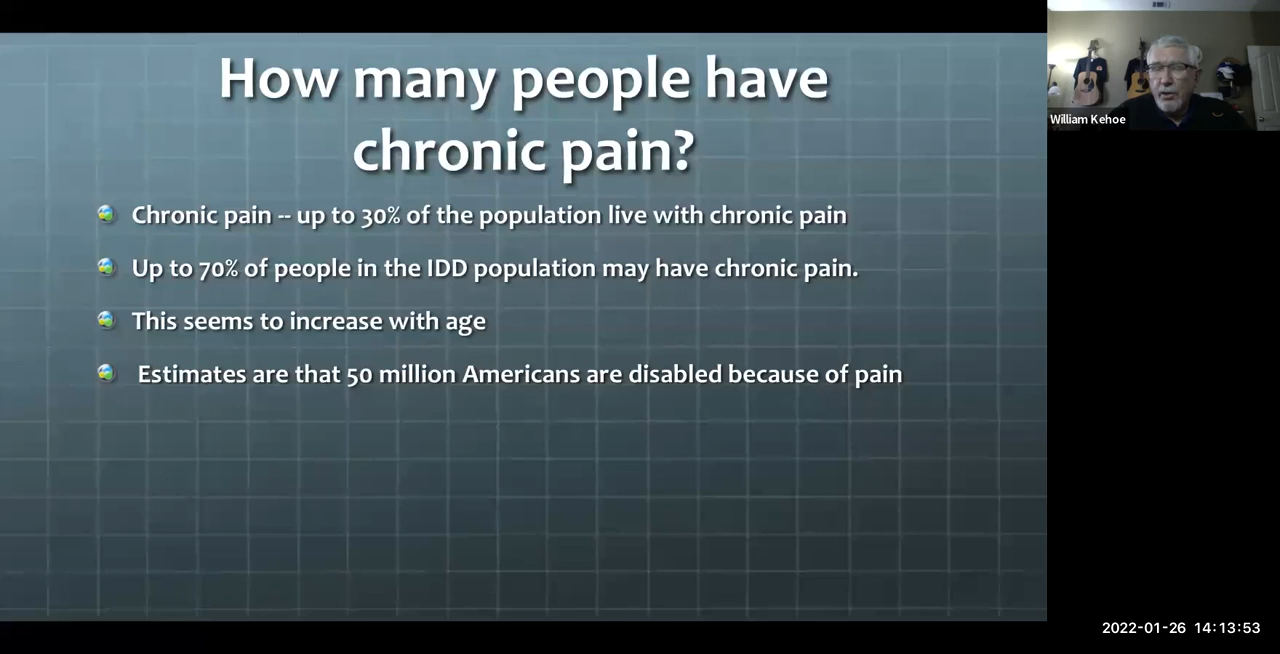 How many people have
chronic pain?
Chronic pain -- up to 30% of the population live with chronic pain
Up to 70% of people in the IDD population may have chronic pain.
This seems to increase with age
Estimates are that 50 million Americans are disabled because of pain
William Kehoe
2022-01-26 14:13:53